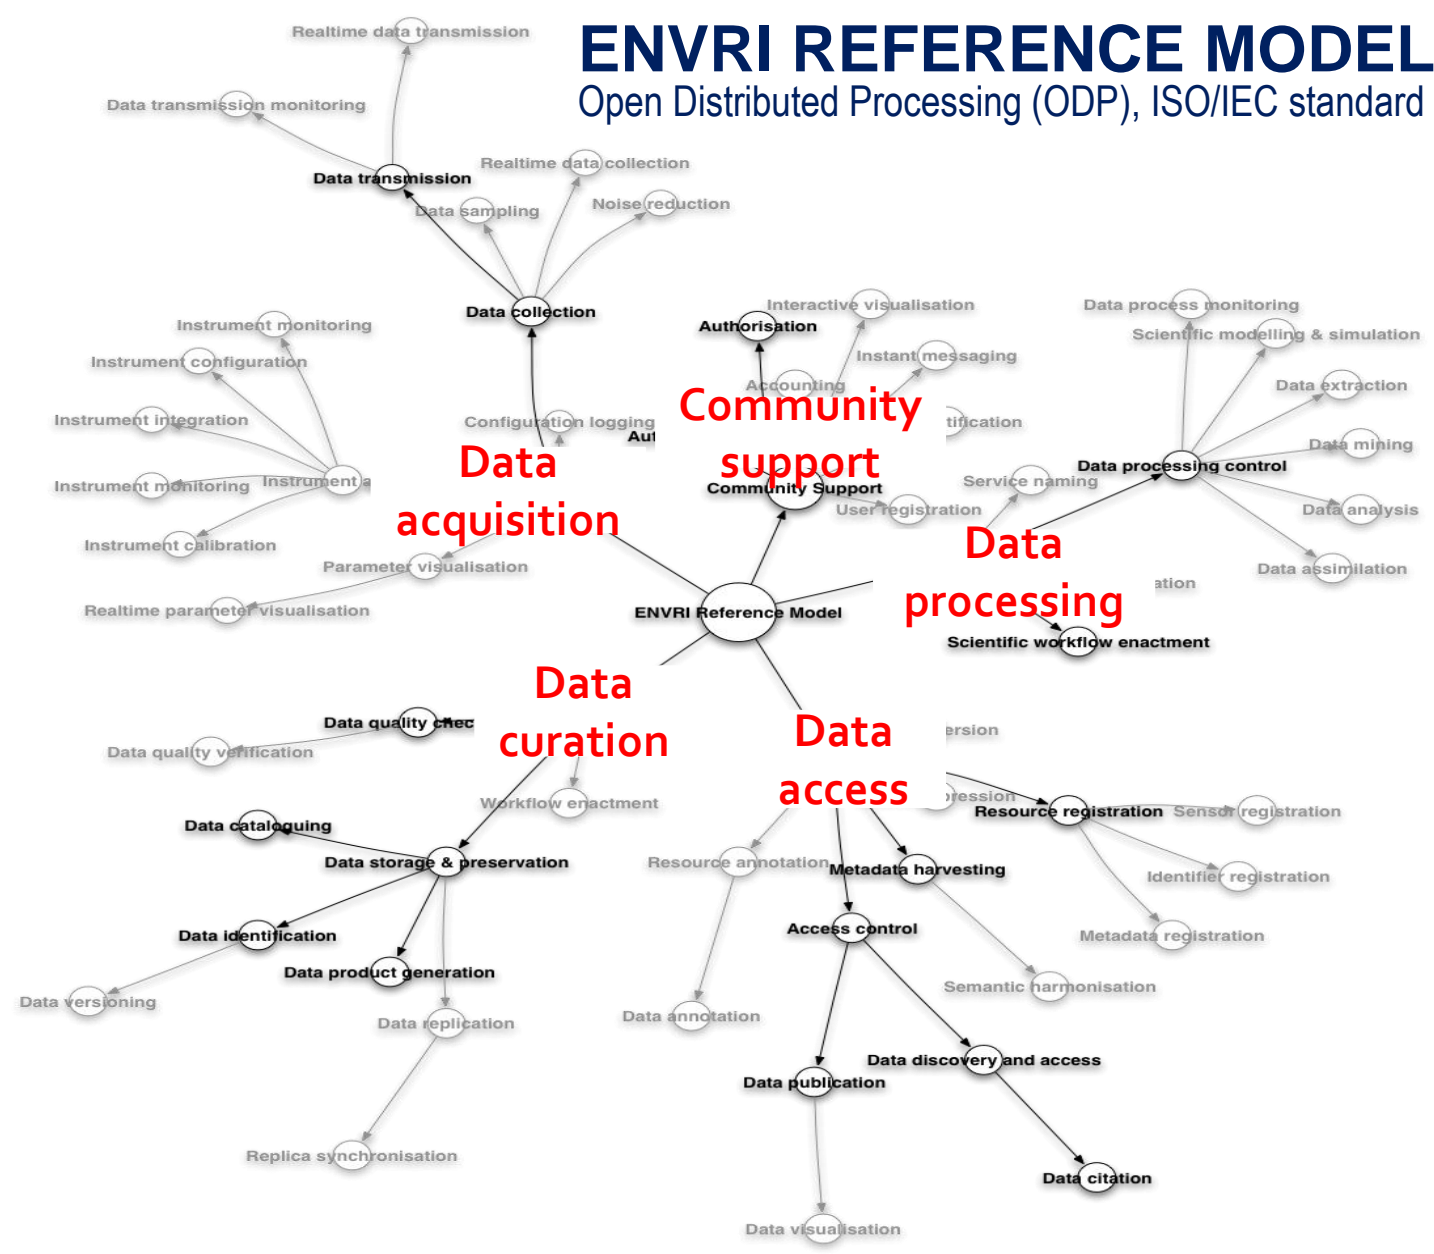 ENVRI REFERENCE MODEL
Open Distributed Processing (ODP), ISO/IEC standard
Realtime data transmission
Data transmission monitoring
Data transmission
Realtime data collection
Data sampling
Noise reduction
Data collection
Instrument monitoring
Instrument configuration
Instrument integration
Instrument monitoring
Instrument a
Instrument calibration
Configuration logging
Aut
Parameter visualisation
Realtime parameter visualisation
Data
acquisition
Authorisation
Interactive visualisation
Instant messaging
Accounting
tification
Community
support
Community Support
User registration
Service naming
Data process monitoring
Scientific modelling & simulation
Data extraction
Data mining
Data processing control
Data analysis
Data assimilation
Data
processing
ation
Scientific workflow enactment
ENVRI Reference Model
Data
curation
Data quality chec
Data quality verification
Workflow enactment
Data cataloguing
Data storage & preservation
Data identification
Data product generation
Data versioning
Data replication
Replica synchronisation
Data
access
ersion
pression
Resource registration
Sensor registration
Identifier registration
Metadata registration
Resource annotation
Metadata harvesting
Access control
Semantic harmonisation
Data annotation
Data discovery and access
Data publication
Data citation
Data visualisation